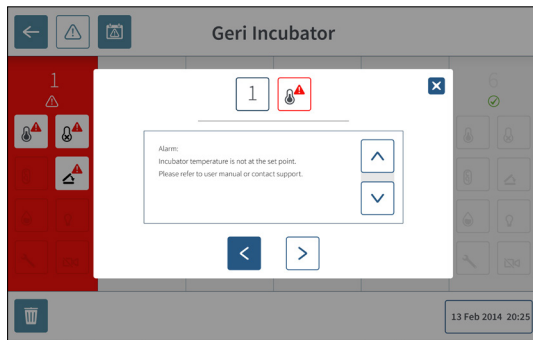 Geri Incubator
1
6
1
Alarm:
Incubator temperature is not at the set point.
Please refer to user manual or contact support.
13 Feb 2014 20:25